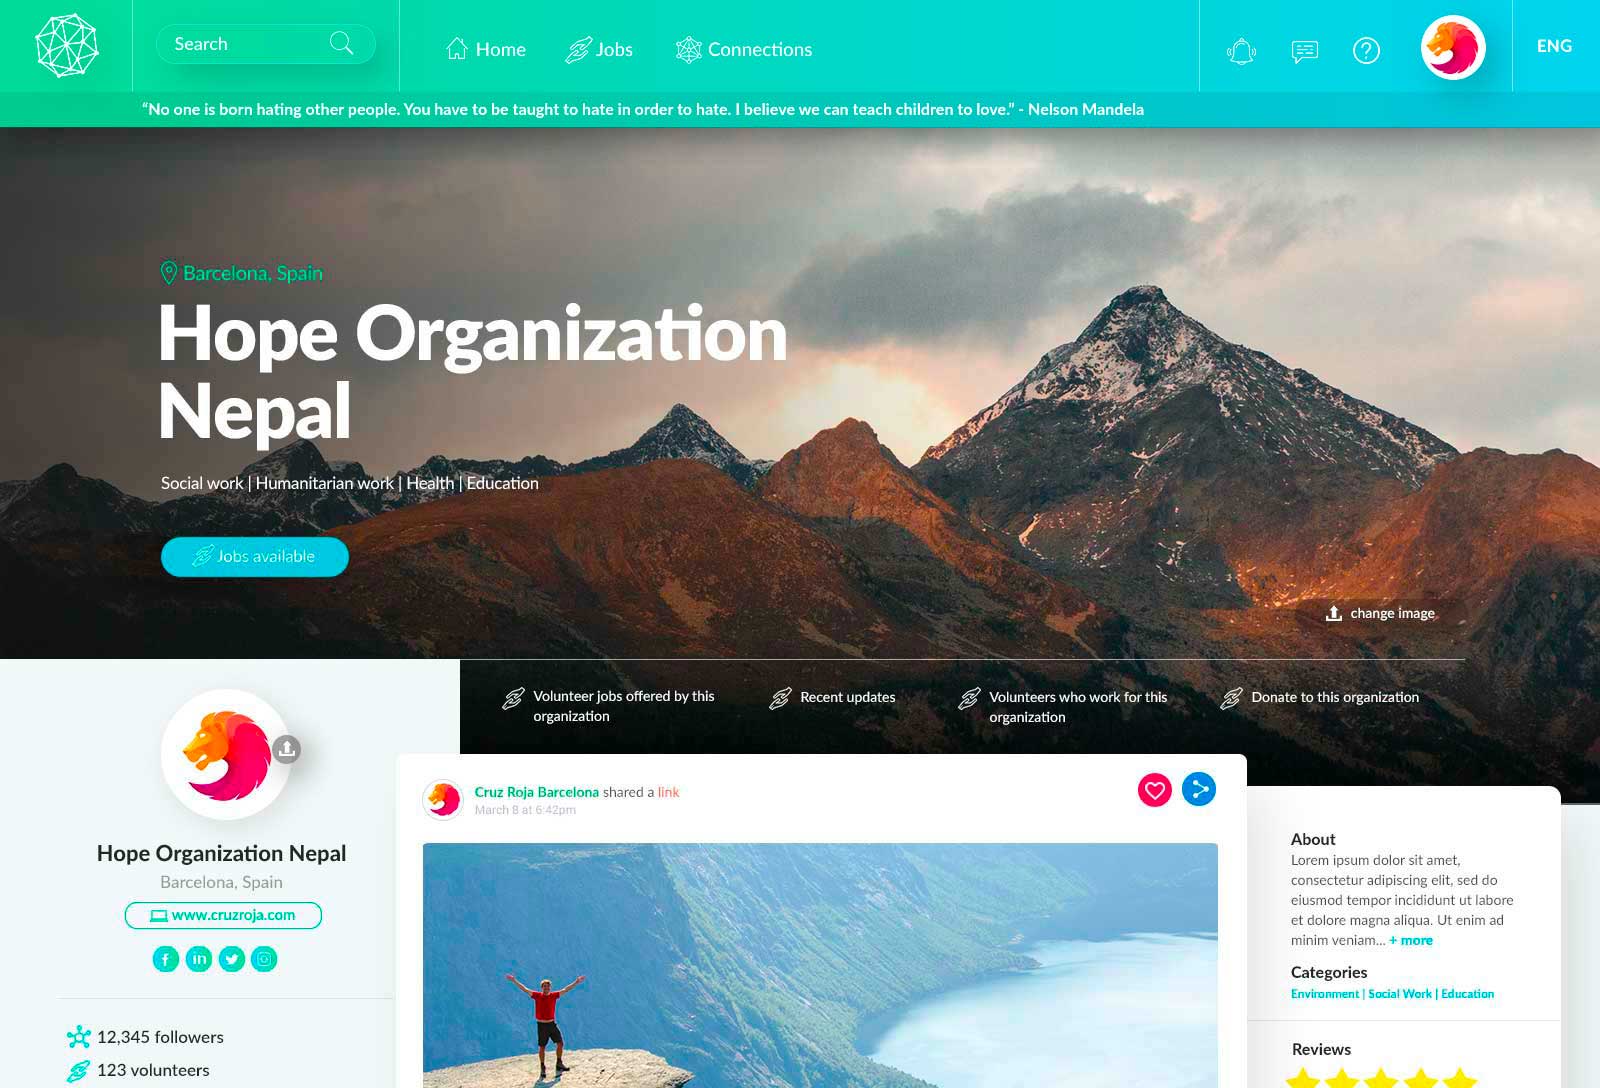 Search
Home
Jobs
Connections
ENG
“No one is born hating other people. You have to be taught to hate in order to hate. I believe we can teach children to love.” - Nelson Mandela
Barcelona, Spain
Hope Organization
Nepal
Social work | Humanitarian work | Health | Education
Jobs available
change image
Volunteer jobs offered by this
organization
Recent updates
Volunteers who work for this
organization
Donate to this organization
Hope Organization Nepal
Barcelona, Spain
www.cruzroja.com
f
in
12,345 followers
123 volunteers
Cruz Roja Barcelona shared a link
March 8 at 6:42pm
About
Lorem ipsum dolor sit amet,
consectetur adipiscing elit, sed do
eiusmod tempor incididunt ut labore
et dolore magna aliqua. Ut enim ad
minim veniam... + more
Categories
Environment | Social Work | Education
Reviews